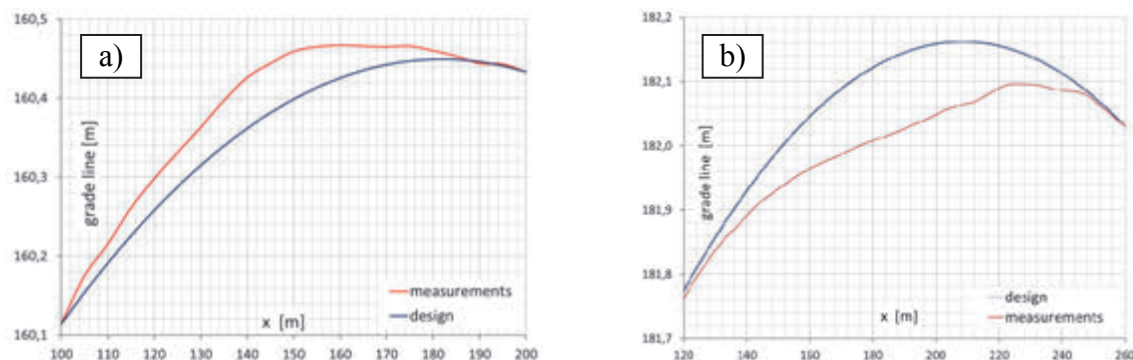 a)
160,5
160,4
160,3
160,2
160,1
grade line [m]
measurements
design
x [m]
100 110 120 130 140 150 160 170 180 190 200
b)
182,2
182,1
182,0
181,9
181,8
181,7
grade line [m]
design
measurements
x [m]
120 140 160 180 200 220 240 260